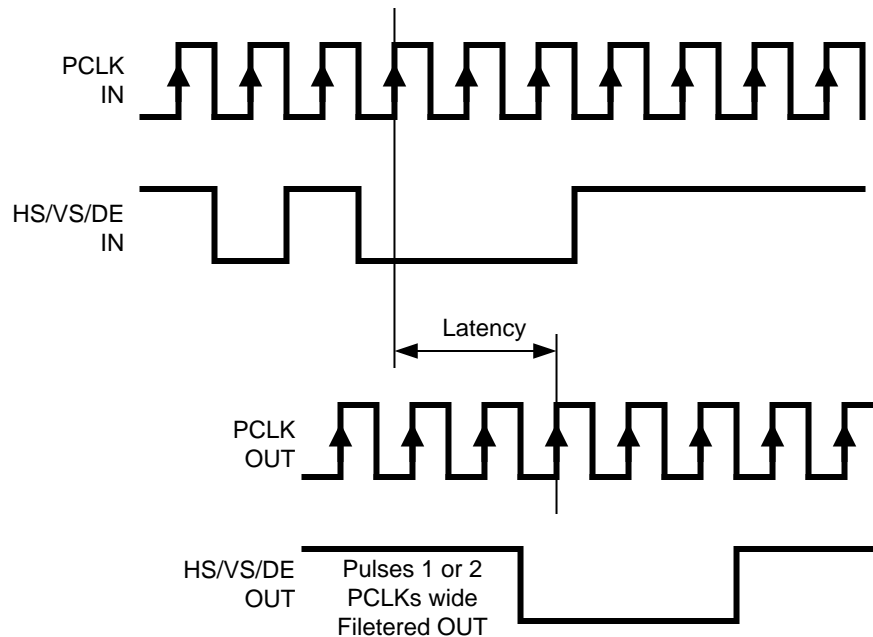 PCLK
IN
HS/VS/DE
IN
Latency
PCLK
OUT
HS/VS/DE
OUT
Pulses 1 or 2
PCLKs wide
Filetered OUT